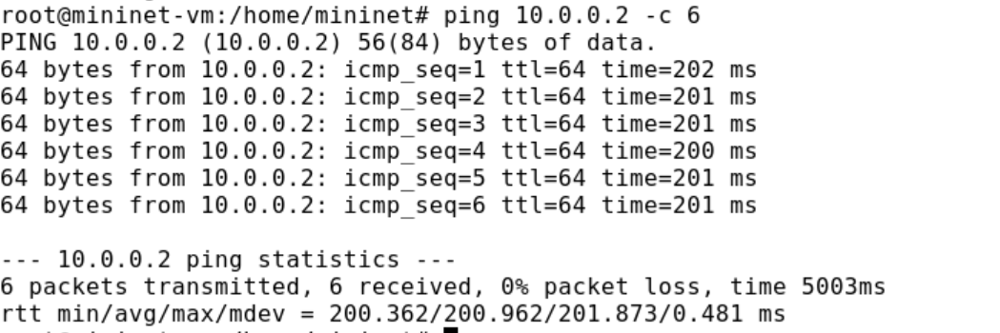 root@mininet-vm:/home/mininet# ping 10.0.0.2 -c 6
PING 10.0.0.2 (10.0.0.2) 56(84) bytes of data.
64 bytes from 10.0.0.2: icmp_seq=1 ttl=64 time=202 ms
64 bytes from 10.0.0.2: icmp_seq=2 ttl=64 time=201 ms
64 bytes from 10.0.0.2: icmp_seq=3 ttl=64 time=201 ms
64 bytes from 10.0.0.2: icmp_seq=4 ttl=64 time=200 ms
64 bytes from 10.0.0.2: icmp_seq=5 ttl=64 time=201 ms
64 bytes from 10.0.0.2: icmp_seq=6 ttl=64 time=201 ms
--- 10.0.0.2 ping statistics ---
6 packets transmitted, 6 received, 0% packet loss, time 5003ms
rtt min/avg/max/mdev = 200.362/200.962/201.873/0.481 ms